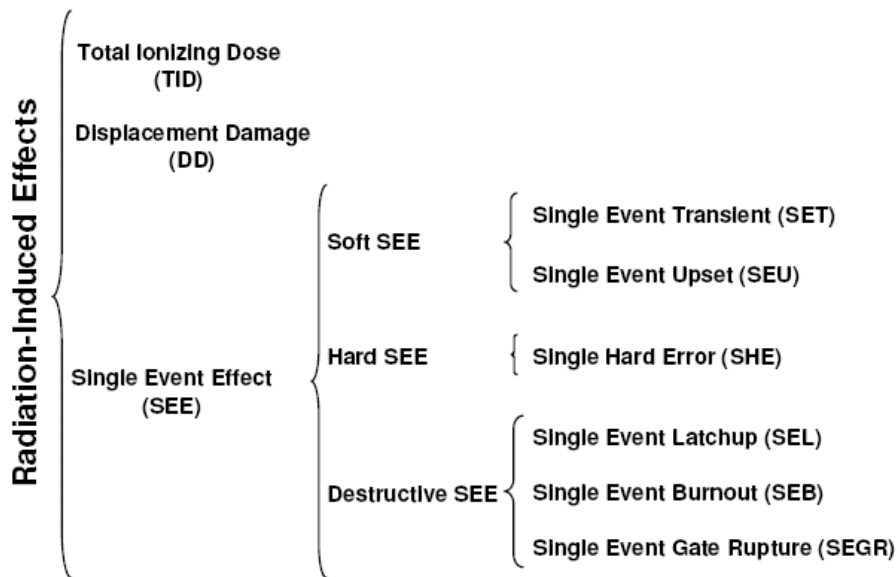 Radiation-Induced Effects
Total Ionizing Dose
(TID)
Displacement Damage
(DD)
Single Event Effect
(SEE)
Soft SEE
Single Event Transient (SET)
Single Event Upset (SEU)
Hard SEE
Single Hard Error (SHE)
Destructive SEE
Single Event Latchup (SEL)
Single Event Burnout (SEB)
Single Event Gate Rupture (SEGR)